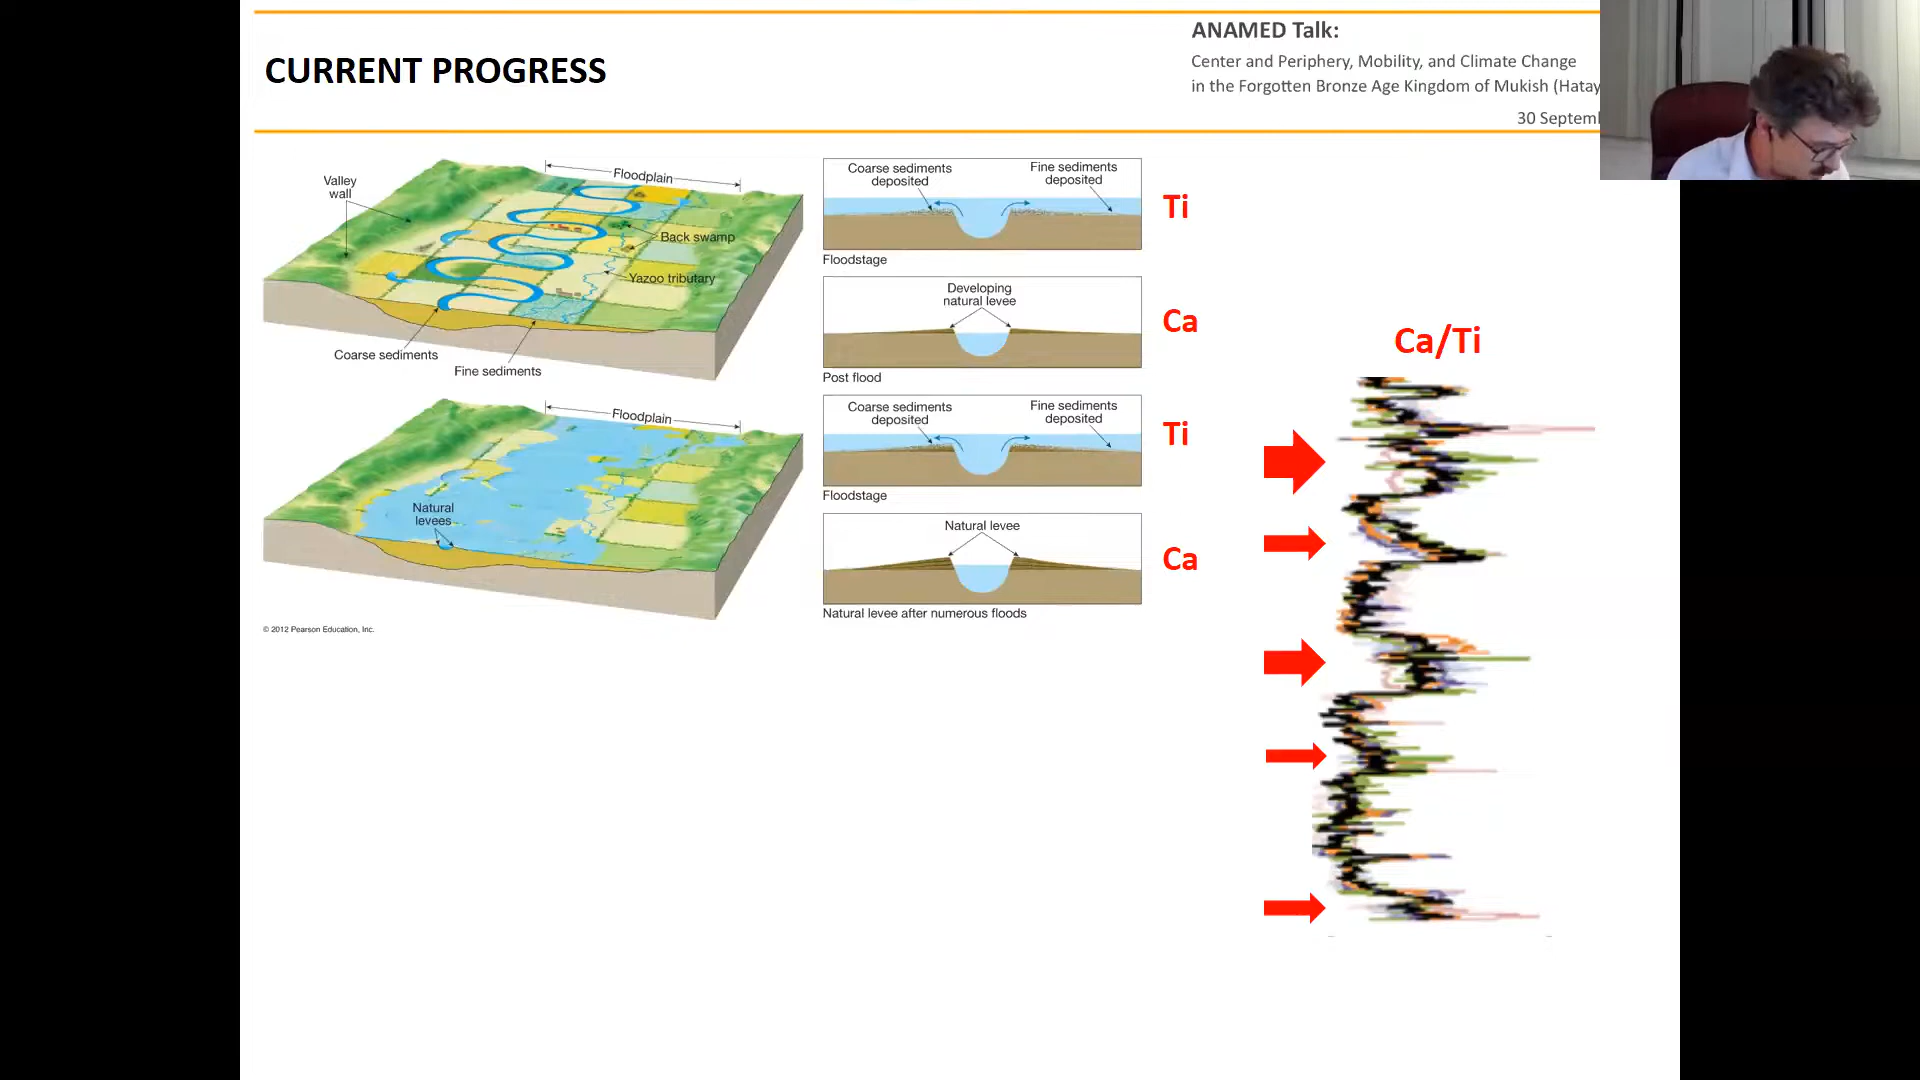 CURRENT PROGRESS
ANAMED Talk:
Center and Periphery, Mobility, and Climate Change
in the Forgotten Bronze Age Kingdom of Mukish (Hatay
30 Septem
Floodplain
Valley
wall
Back swamp
Yazoo tributary
Coarse sediments
Fine sediments
Floodplain
Natural
levees
© 2012 Pearson Education, Inc.
Coarse sediments
deposited
Fine sediments
deposited
Floodstage
Ti
Developing
natural levee
Post flood
Ca
Coarse sediments
deposited
Fine sediments
deposited
Floodstage
Ti
Natural levee
Natural levee after numerous floods
Ca
Ca/Ti